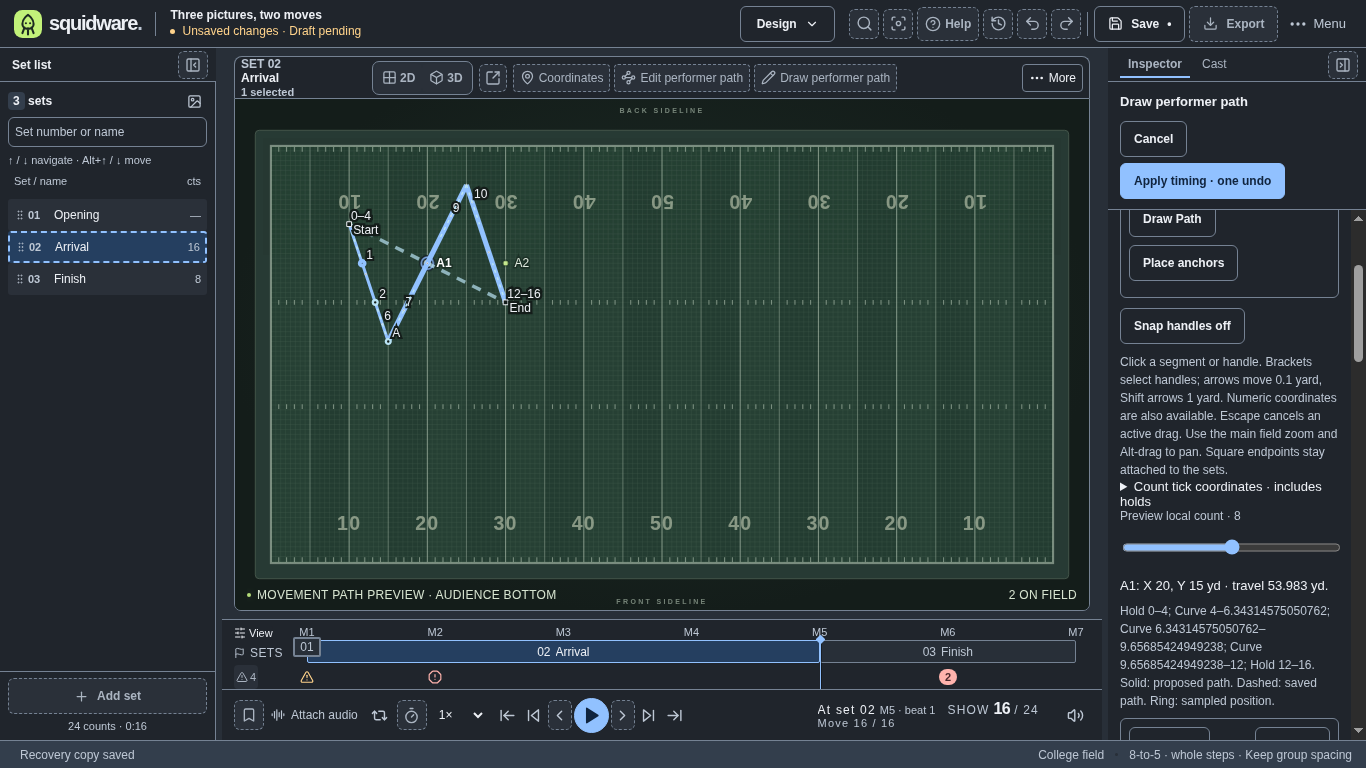 squidware.
Three pictures, two moves
Unsaved changes · Draft pending
Design
Help
Save •
Export
Menu
Set list
3 sets
Set number or name
↑ / ↓ navigate · Alt+↑ / ↓ move
Set / name cts
01 Opening —
02 Arrival 16
03 Finish 8
Add set
24 counts · 0:16
SET 02
Arrival
1 selected
2D
3D
Coordinates
Edit performer path
Draw performer path
More
BACK SIDELINE
10 20 30 40 50 40 30 20 10
0–4
Start
1
2
6
7
A
9
10
A1
A2
12–16
End
10 20 30 40 50 40 30 20 10
MOVEMENT PATH PREVIEW · AUDIENCE BOTTOM
FRONT SIDELINE
2 ON FIELD
View
M1 M2 M3 M4 M5 M6 M7
SETS
01
02 Arrival
03 Finish
4
2
Attach audio
1×
At set 02 M5 · beat 1 SHOW 16 / 24
Move 16 / 16
Inspector
Cast
Draw performer path
Cancel
Apply timing · one undo
Draw Path
Place anchors
Snap handles off
Click a segment or handle. Brackets
select handles; arrows move 0.1 yard,
Shift arrows 1 yard. Numeric coordinates
are also available. Escape cancels an
active drag. Use the main field zoom and
Alt-drag to pan. Square endpoints stay
attached to the sets.
Count tick coordinates · includes
holds
Preview local count · 8
A1: X 20, Y 15 yd · travel 53.983 yd.
Hold 0–4; Curve 4–6.34314575050762;
Curve 6.34314575050762–
9.65685424949238; Curve
9.65685424949238–12; Hold 12–16.
Solid: proposed path. Dashed: saved
path. Ring: sampled position.
Recovery copy saved
College field · 8-to-5 · whole steps · Keep group spacing